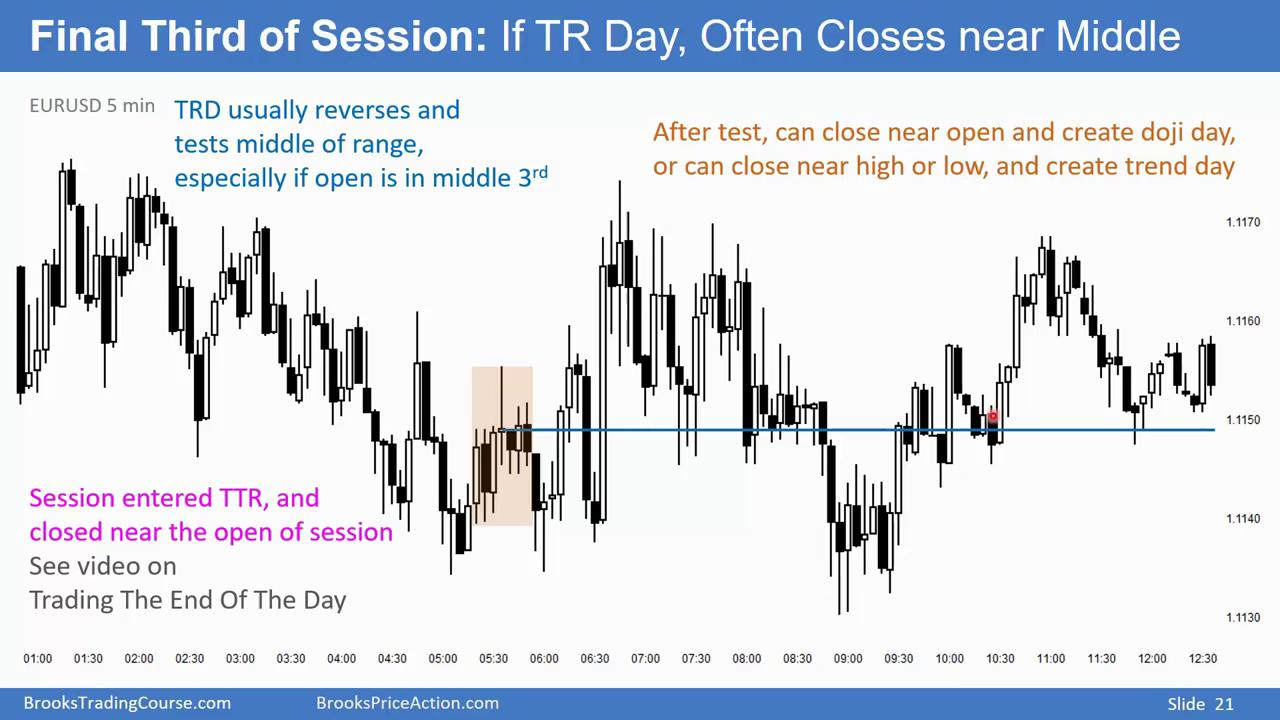 Final Third of Session: If TR Day, Often Closes near Middle
EURUSD 5 min
TRD usually reverses and
tests middle of range,
especially if open is in middle 3rd
After test, can close near open and create doji day,
or can close near high or low, and create trend day
1.1170
1.1160
1.1150
1.1140
1.1130
Session entered TTR, and
closed near the open of session
See video on
Trading The End Of The Day
01:00 01:30 02:00 02:30 03:00 03:30 04:00 04:30 05:00 05:30 06:00 06:30 07:00 07:30 08:00 08:30 09:00 09:30 10:00 10:30 11:00 11:30 12:00 12:30
BrooksTradingCourse.com BrooksPriceAction.com Slide 21